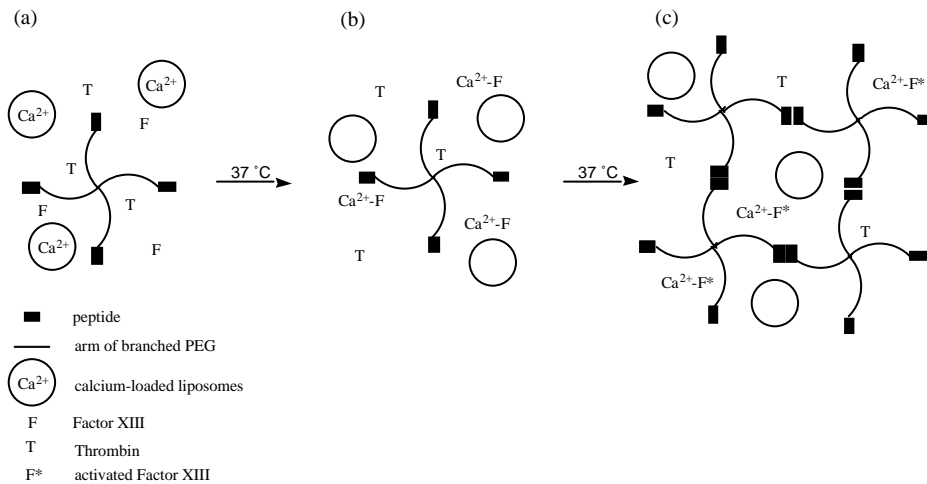 (a)
(b)
(c)
Ca²⁺
T
F
Ca²⁺
T
T
F
Ca²⁺
F
37 ˚C
Ca²⁺-F
T
T
Ca²⁺-F
Ca²⁺-F
T
37 ˚C
T
Ca²⁺-F*
T
Ca²⁺-F*
T
Ca²⁺-F*
peptide
arm of branched PEG
Ca²⁺ calcium-loaded liposomes
F Factor XIII
T Thrombin
F* activated Factor XIII